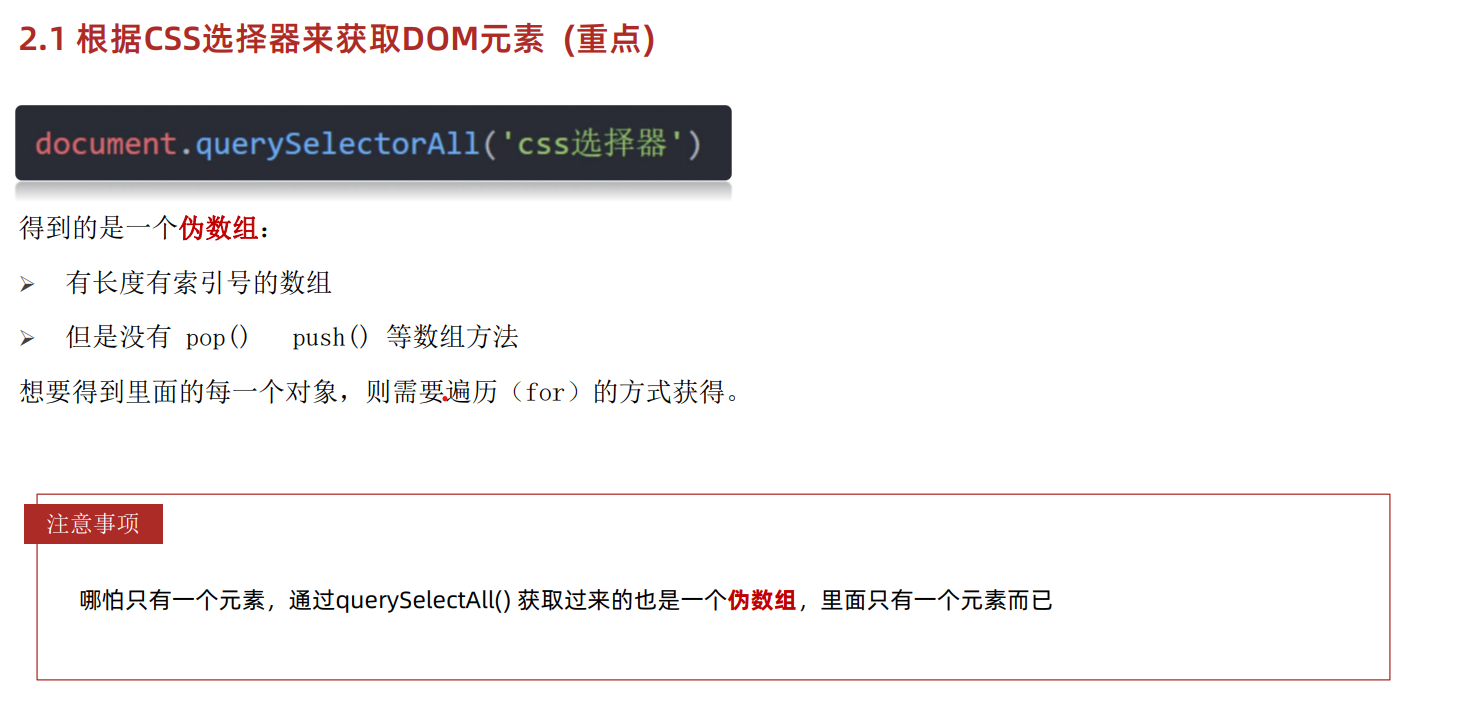 2.1 根据CSS选择器来获取DOM元素 (重点)
document.querySelectorAll('css选择器')
得到的是一个伪数组：
➢ 有长度有索引号的数组
➢ 但是没有 pop() push() 等数组方法
想要得到里面的每一个对象，则需要遍历（for）的方式获得。
注意事项
哪怕只有一个元素，通过querySelectAll() 获取过来的也是一个伪数组，里面只有一个元素而已